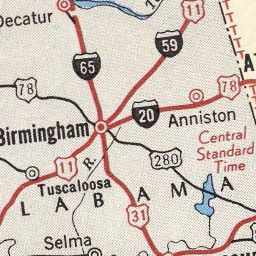 Decatur
11
59
65
78
78
A
20
Anniston
Birmingham
Central
Standard
Time
280
R.
11
Tuscaloosa
L A B A M A
31
Selma